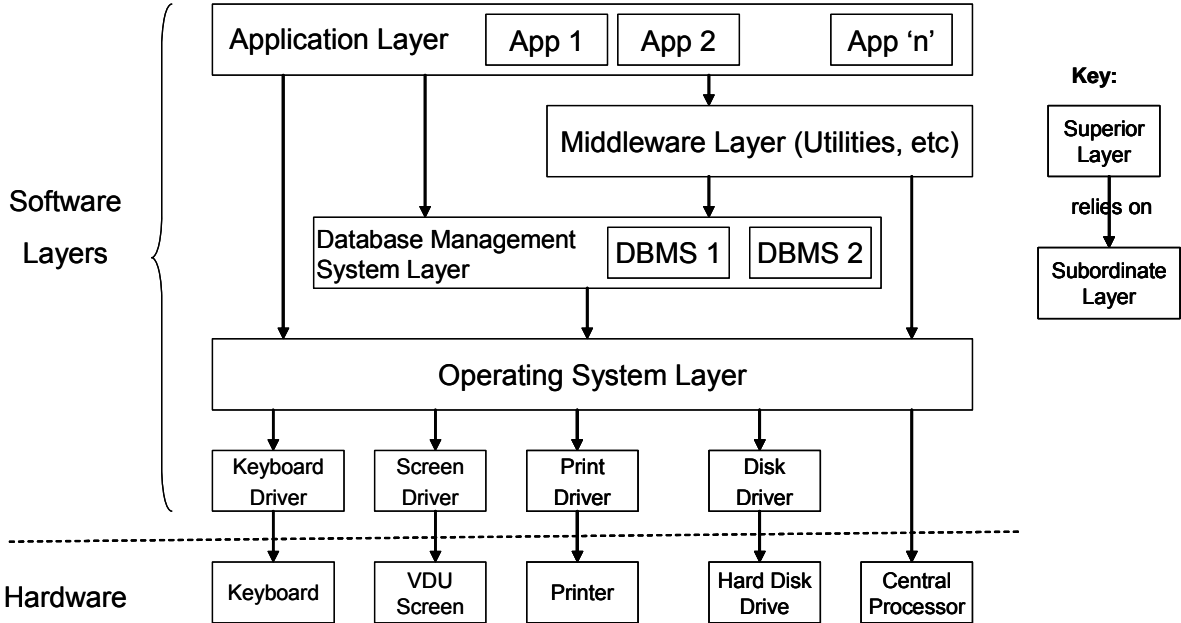 Application Layer
App 1
App 2
App ‘n’
Key:
Middleware Layer (Utilities, etc)
Superior
Layer
relies on
Subordinate
Layer
Software
Layers
Database Management
System Layer
DBMS 1
DBMS 2
Operating System Layer
Keyboard
Driver
Screen
Driver
Print
Driver
Disk
Driver
Hardware
Keyboard
VDU
Screen
Printer
Hard Disk
Drive
Central
Processor